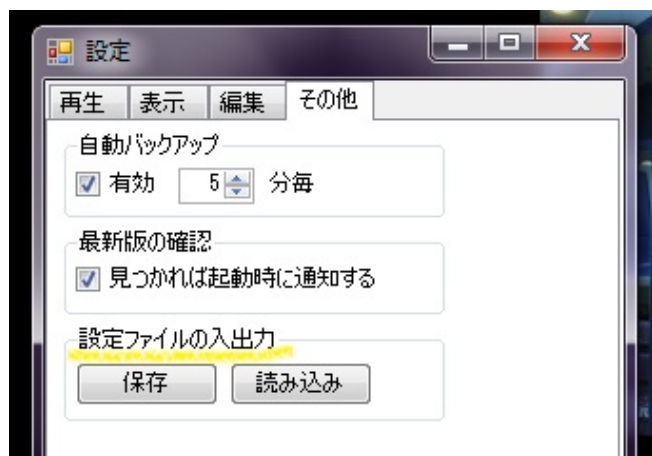 設定
再生 表示 編集 その他
自動バックアップ
有効 5 分毎
最新版の確認
見つかれば起動時に通知する
設定ファイルの入出力
保存 読み込み